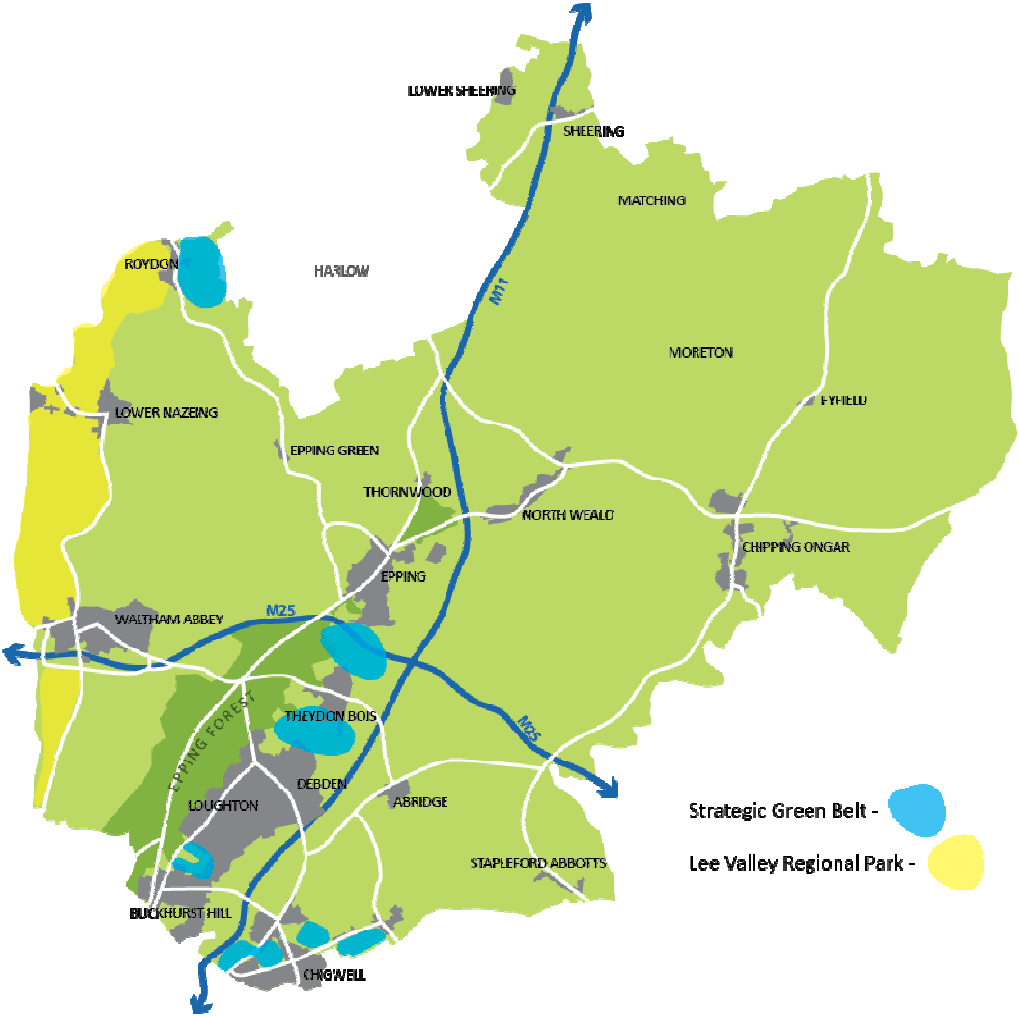 LOWER SHEERING
SHEERING
MATCHING
ROYDON
HARLOW
M11
MORETON
FYFIELD
LOWER NAZEING
EPPING GREEN
THORNWOOD
NORTH WEALD
CHIPPING ONGAR
EPPING
M25
WALTHAM ABBEY
EPPING FOREST
THEYDON BOIS
M25
DEBDEN
LOUGHTON
ABRIDGE
Strategic Green Belt -
Lee Valley Regional Park -
STAPLEFORD ABBOTTS
BUCKHURST HILL
CHIGWELL